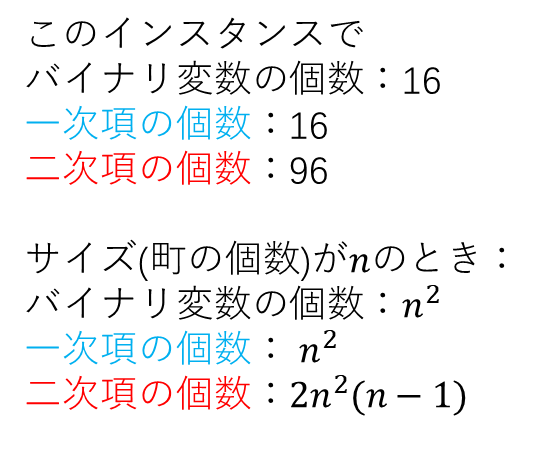 このインスタンスで
バイナリ変数の個数：16
一次項の個数：16
二次項の個数：96
サイズ(町の個数)がnのとき：
バイナリ変数の個数：n²
一次項の個数： n²
二次項の個数：2n²(n − 1)